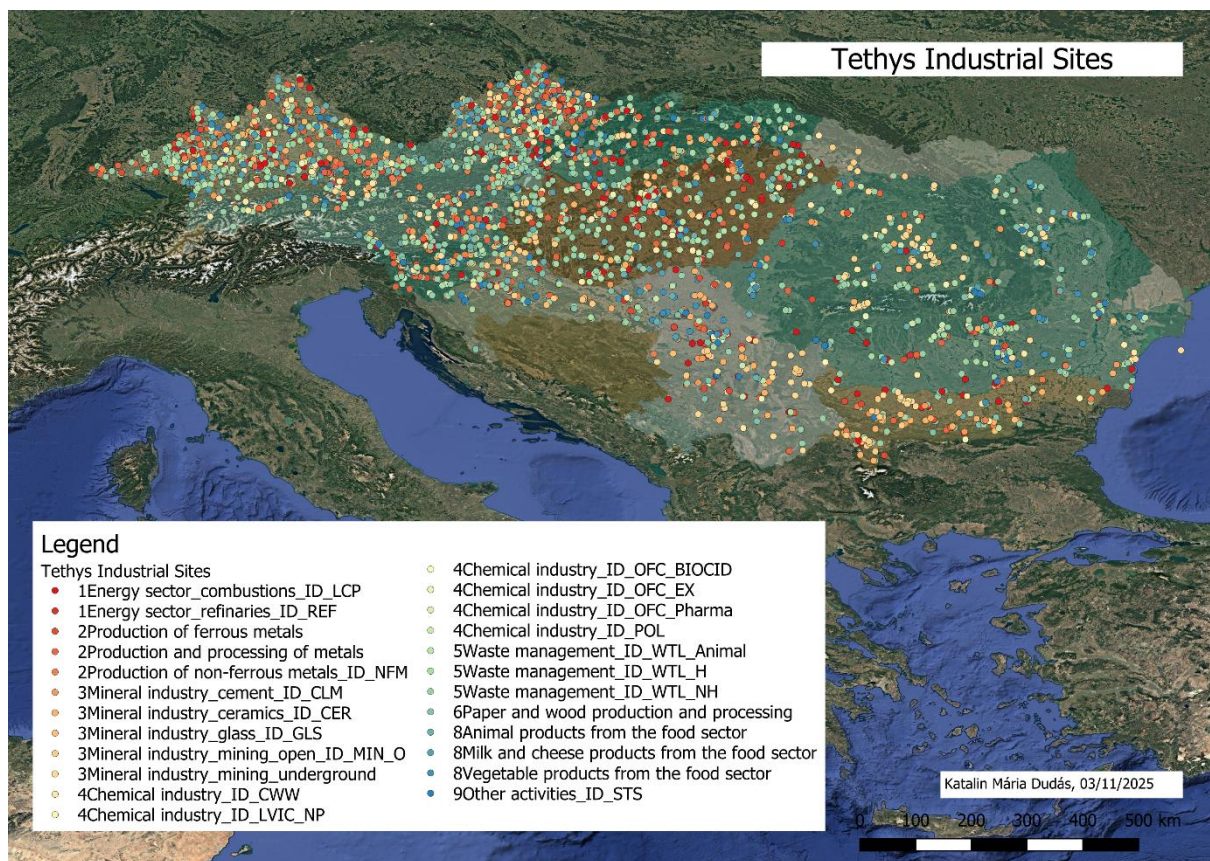 Tethys Industrial Sites
Legend
Tethys Industrial Sites
1Energy sector_combustions_ID_LCP
1Energy sector_refinaries_ID_REF
2Production of ferrous metals
2Production and processing of metals
2Production of non-ferrous metals_ID_NFM
3Mineral industry_cement_ID_CLM
3Mineral industry_ceramics_ID_CER
3Mineral industry_glass_ID_GLS
3Mineral industry_mining_open_ID_MIN_O
3Mineral industry_mining_underground
4Chemical industry_ID_CWW
4Chemical industry_ID_LVIC_NP
4Chemical industry_ID_OFC_BIOCID
4Chemical industry_ID_OFC_EX
4Chemical industry_ID_OFC_Pharma
4Chemical industry_ID_POL
5Waste management_ID_WTL_Animal
5Waste management_ID_WTL_H
5Waste management_ID_WTL_NH
6Paper and wood production and processing
8Animal products from the food sector
8Milk and cheese products from the food sector
8Vegetable products from the food sector
9Other activities_ID_STS
Katalin Mária Dudás, 03/11/2025
0 100 200 300 400 500 km